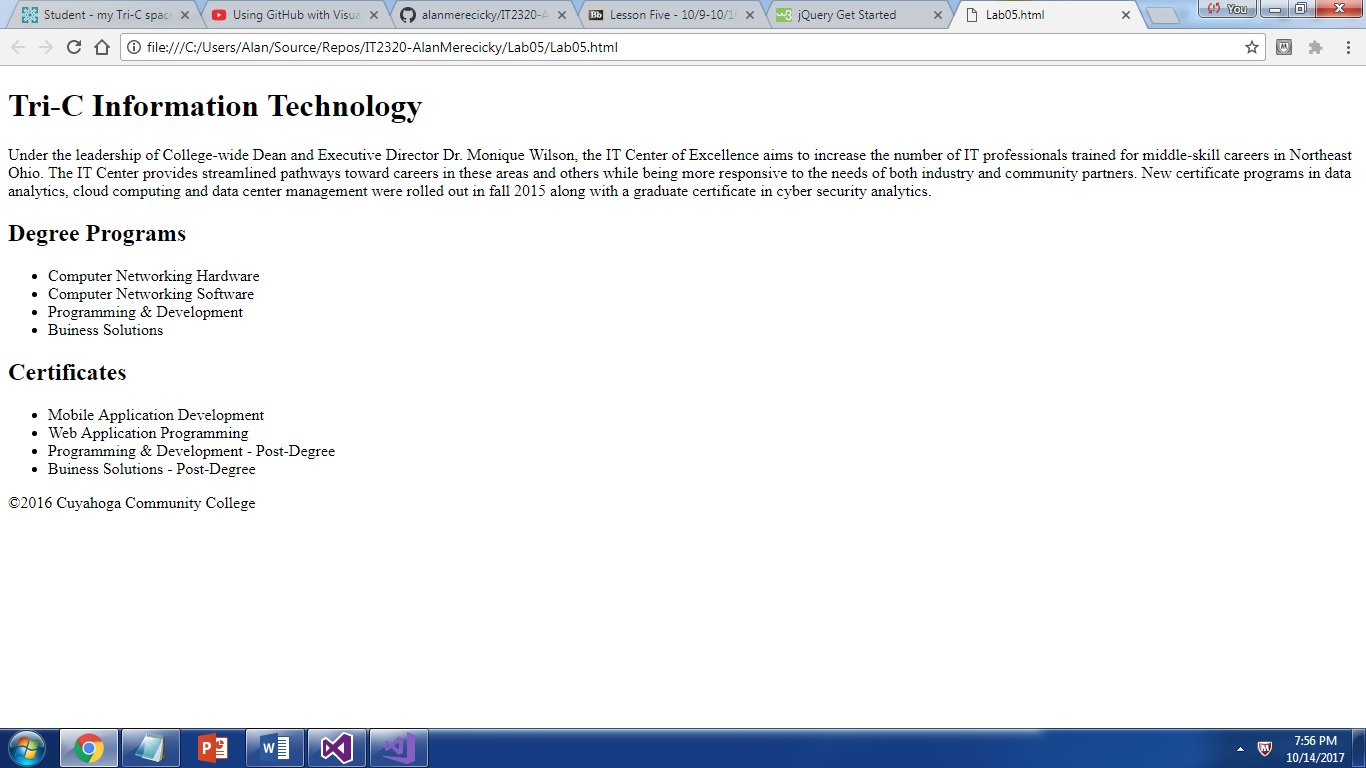 Student - my Tri-C space
Using GitHub with Visua
alanmerecicky/IT2320-A
Bb Lesson Five - 10/9-10/1
jQuery Get Started
Lab05.html
You
file:///C:/Users/Alan/Source/Repos/IT2320-AlanMerecicky/Lab05/Lab05.html
Tri-C Information Technology
Under the leadership of College-wide Dean and Executive Director Dr. Monique Wilson, the IT Center of Excellence aims to increase the number of IT professionals trained for middle-skill careers in Northeast
Ohio. The IT Center provides streamlined pathways toward careers in these areas and others while being more responsive to the needs of both industry and community partners. New certificate programs in data
analytics, cloud computing and data center management were rolled out in fall 2015 along with a graduate certificate in cyber security analytics.
Degree Programs
• Computer Networking Hardware
• Computer Networking Software
• Programming & Development
• Buiness Solutions
Certificates
• Mobile Application Development
• Web Application Programming
• Programming & Development - Post-Degree
• Buiness Solutions - Post-Degree
©2016 Cuyahoga Community College
7:56 PM
10/14/2017